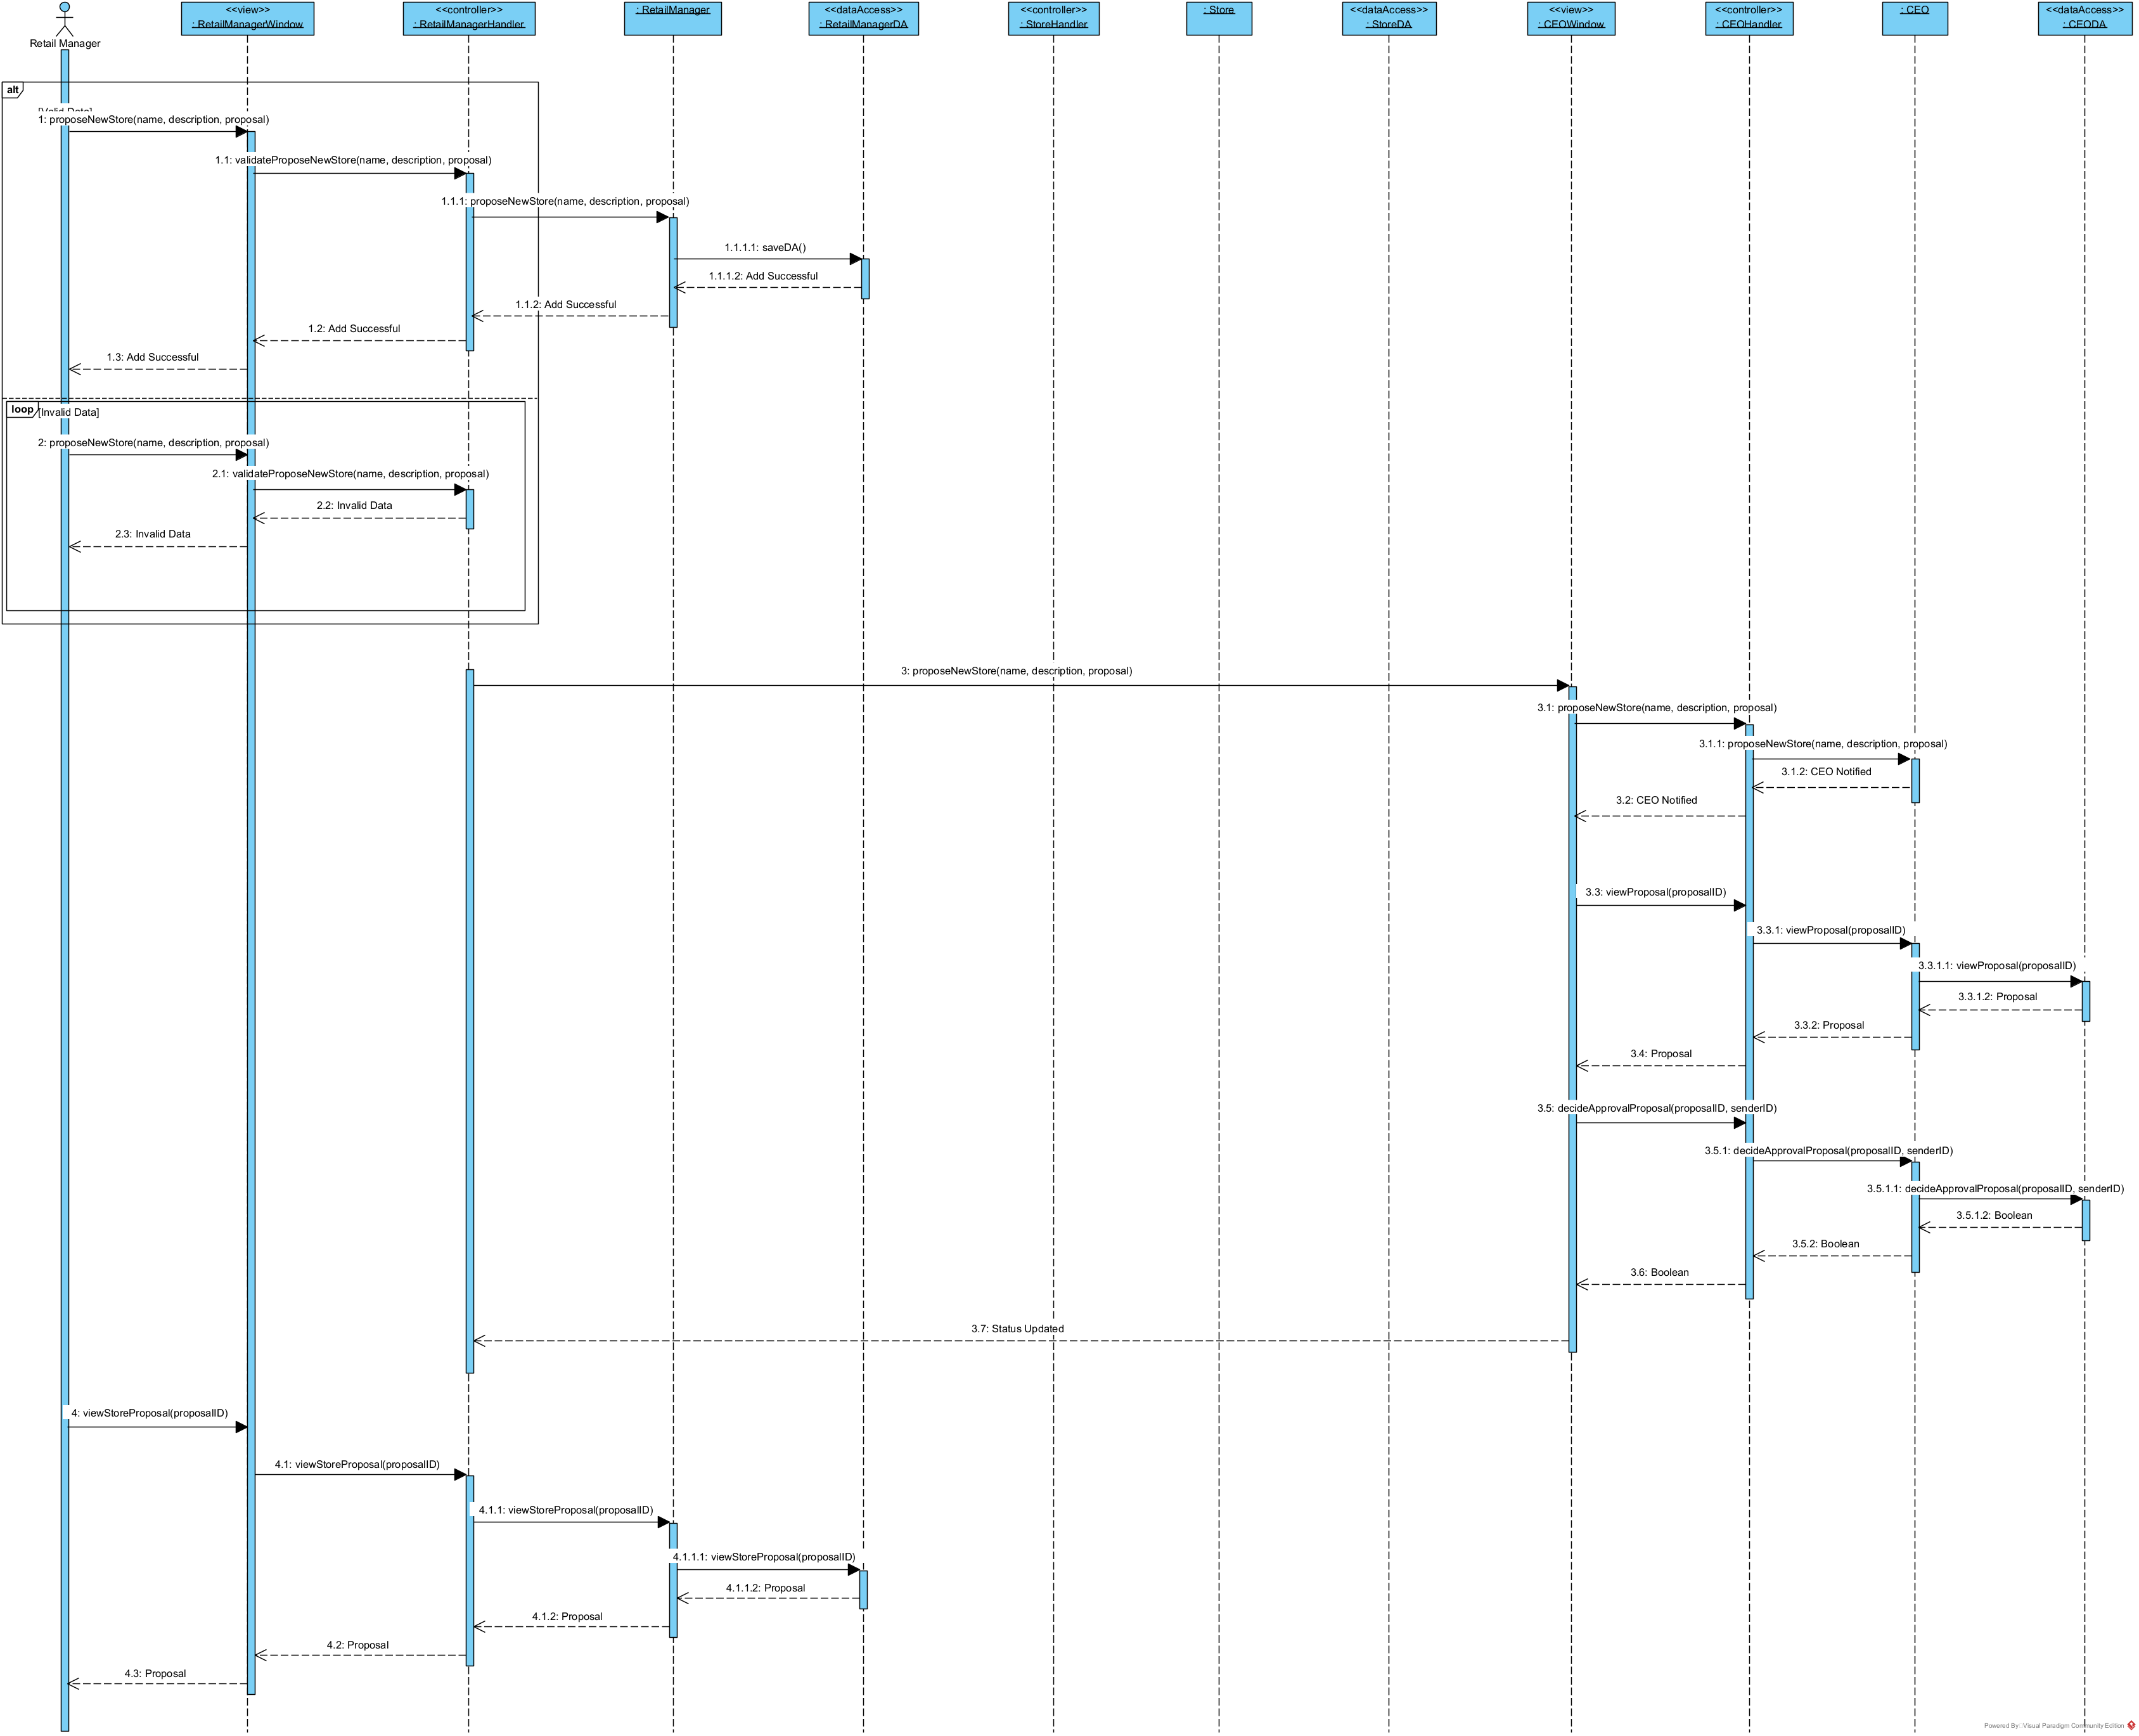 Retail Manager
<<view>>
: RetailManagerWindow
<<controller>>
: RetailManagerHandler
: RetailManager
<<dataAccess>>
: RetailManagerDA
<<controller>>
: StoreHandler
: Store
<<dataAccess>>
: StoreDA
<<view>>
: CEOWindow
<<controller>>
: CEOHandler
: CEO
<<dataAccess>>
: CEODA
alt
[Valid Data]
1: proposeNewStore(name, description, proposal)
1.1: validateProposeNewStore(name, description, proposal)
1.1.1: proposeNewStore(name, description, proposal)
1.1.1.1: saveDA()
1.1.1.2: Add Successful
1.1.2: Add Successful
1.2: Add Successful
1.3: Add Successful
loop
[Invalid Data]
2: proposeNewStore(name, description, proposal)
2.1: validateProposeNewStore(name, description, proposal)
2.2: Invalid Data
2.3: Invalid Data
3: proposeNewStore(name, description, proposal)
3.1: proposeNewStore(name, description, proposal)
3.1.1: proposeNewStore(name, description, proposal)
3.1.2: CEO Notified
3.2: CEO Notified
3.3: viewProposal(proposalID)
3.3.1: viewProposal(proposalID)
3.3.1.1: viewProposal(proposalID)
3.3.1.2: Proposal
3.3.2: Proposal
3.4: Proposal
3.5: decideApprovalProposal(proposalID, senderID)
3.5.1: decideApprovalProposal(proposalID, senderID)
3.5.1.1: decideApprovalProposal(proposalID, senderID)
3.5.1.2: Boolean
3.5.2: Boolean
3.6: Boolean
3.7: Status Updated
4: viewStoreProposal(proposalID)
4.1: viewStoreProposal(proposalID)
4.1.1: viewStoreProposal(proposalID)
4.1.1.1: viewStoreProposal(proposalID)
4.1.1.2: Proposal
4.1.2: Proposal
4.2: Proposal
4.3: Proposal
Powered By Visual Paradigm Community Edition